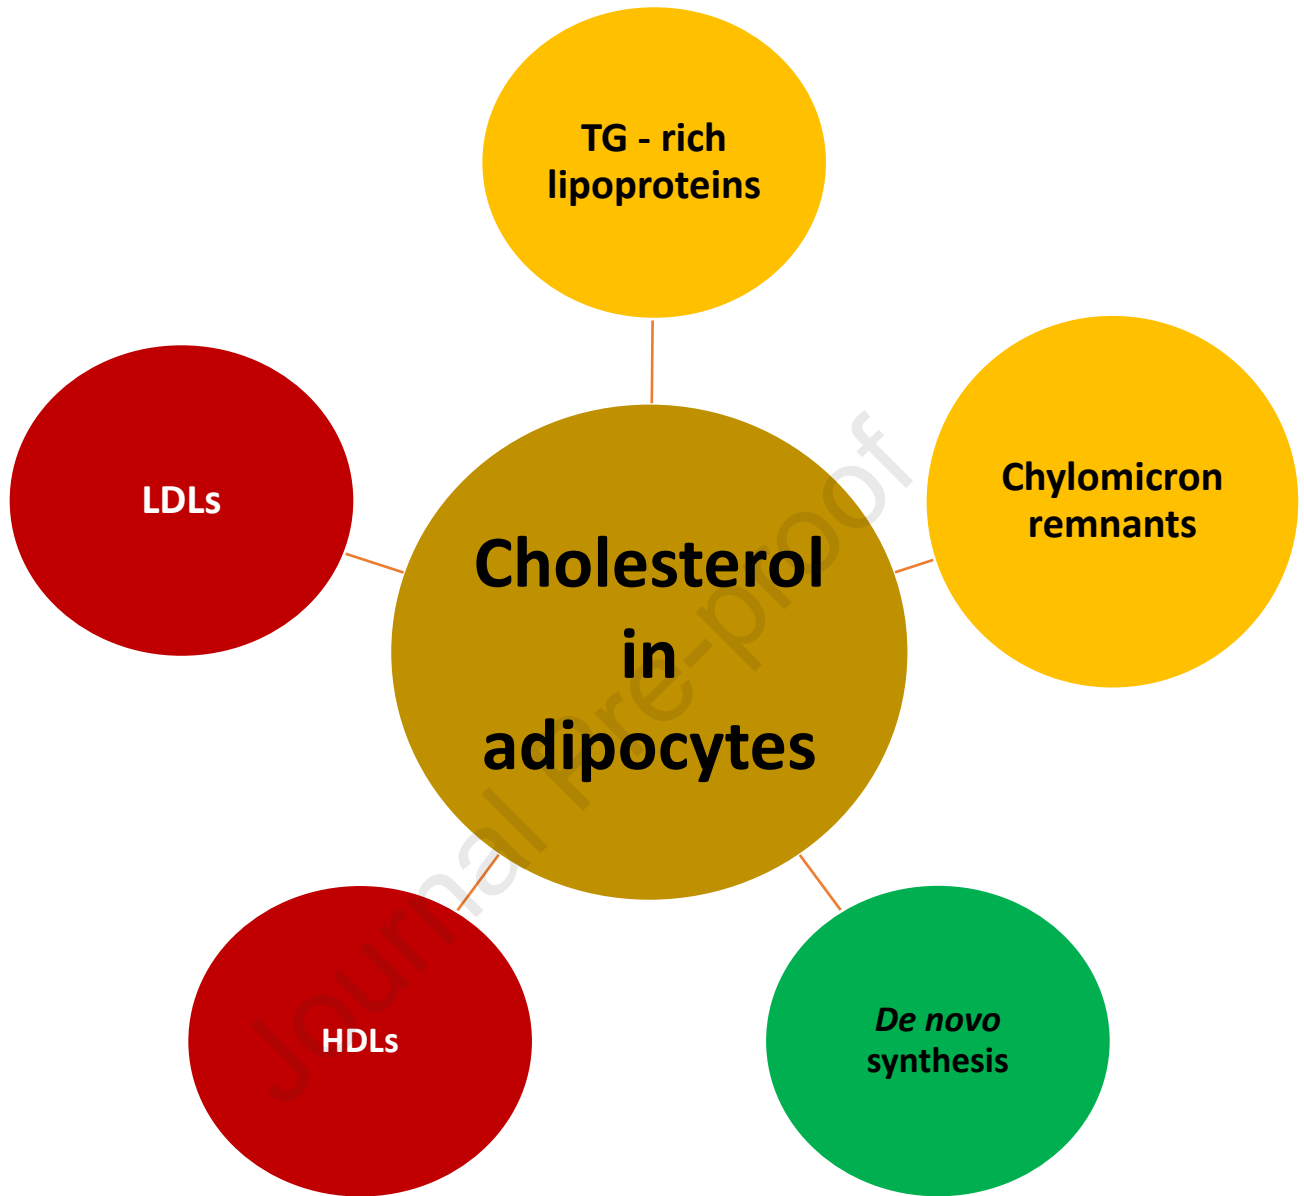 TG - rich
lipoproteins
LDLs
Chylomicron
remnants
Cholesterol
in
adipocytes
HDLs
De novo
synthesis
Journal Pre-proof